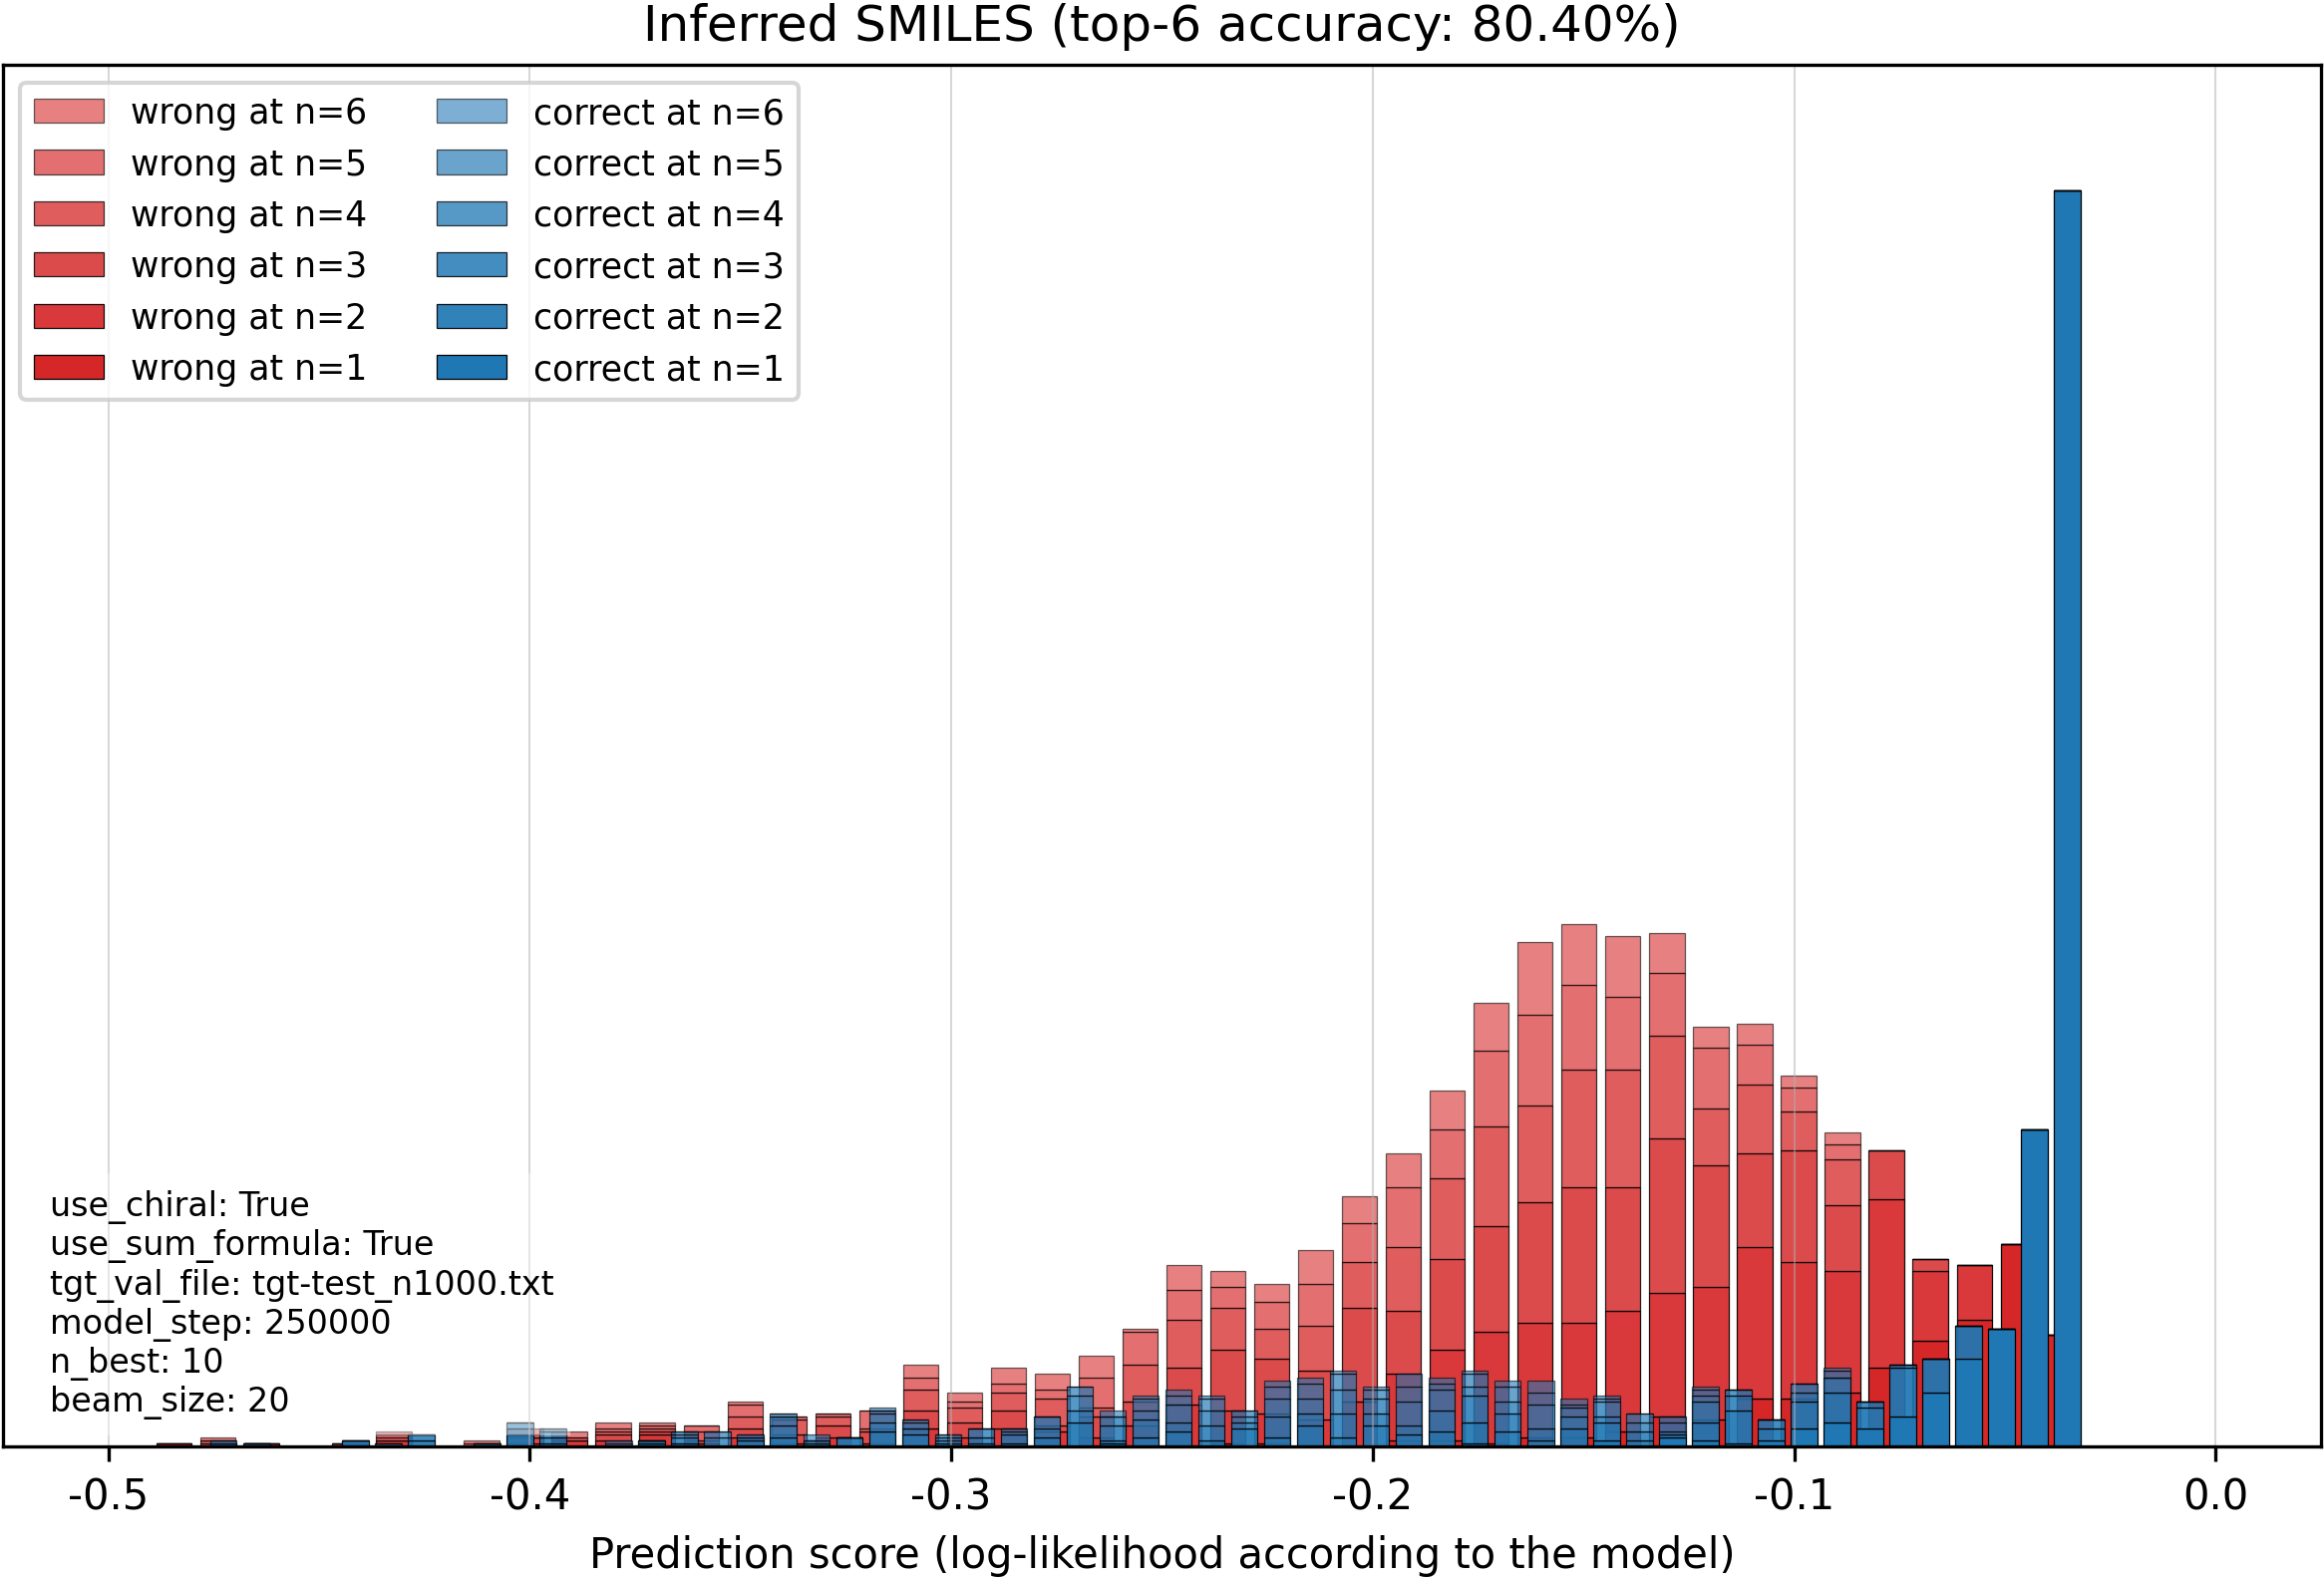 Inferred SMILES (top-6 accuracy: 80.40%)
wrong at n=6
wrong at n=5
wrong at n=4
wrong at n=3
wrong at n=2
wrong at n=1
correct at n=6
correct at n=5
correct at n=4
correct at n=3
correct at n=2
correct at n=1
use_chiral: True
use_sum_formula: True
tgt_val_file: tgt-test_n1000.txt
model_step: 250000
n_best: 10
beam_size: 20
-0.5 -0.4 -0.3 -0.2 -0.1 0.0
Prediction score (log-likelihood according to the model)